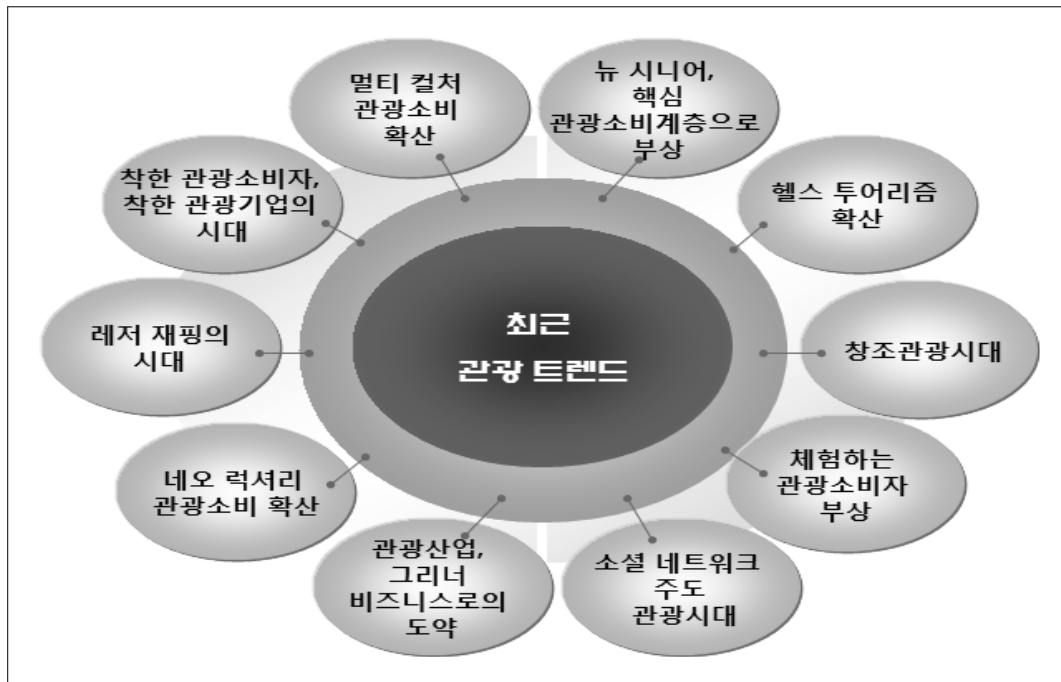 최근
관광 트렌드
뉴 시니어,
핵심
관광소비계층으로
부상
헬스 투어리즘
확산
창조관광시대
체험하는
관광소비자
부상
소셜 네트워크
주도
관광시대
관광산업,
그리너
비즈니스로의
도약
네오 럭셔리
관광소비 확산
레저 재핑의
시대
착한 관광소비자,
착한 관광기업의
시대
멀티 컬처
관광소비
확산